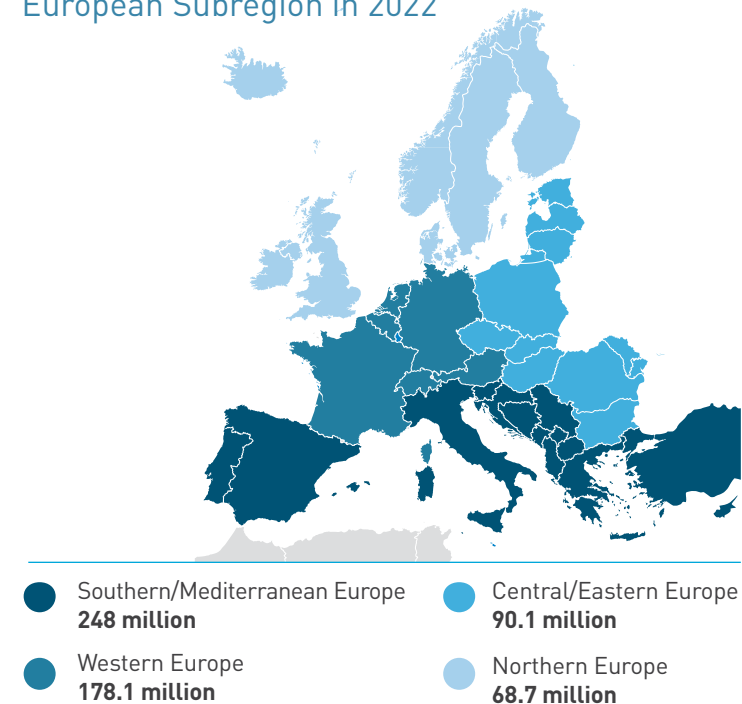 European Subregion in 2022
Southern/Mediterranean Europe
248 million
Western Europe
178.1 million
Central/Eastern Europe
90.1 million
Northern Europe
68.7 million